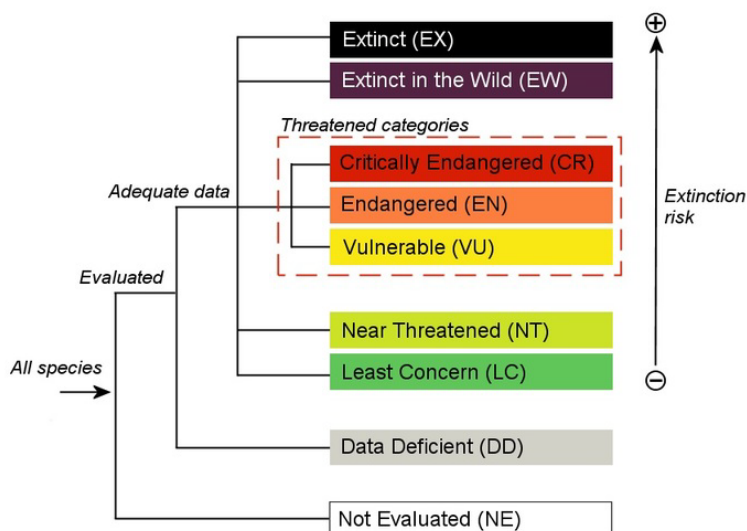 Extinct (EX)
Extinct in the Wild (EW)
Threatened categories
Critically Endangered (CR)
Adequate data
Endangered (EN)
Extinction
risk
Vulnerable (VU)
Evaluated
Near Threatened (NT)
All species
Least Concern (LC)
Data Deficient (DD)
Not Evaluated (NE)